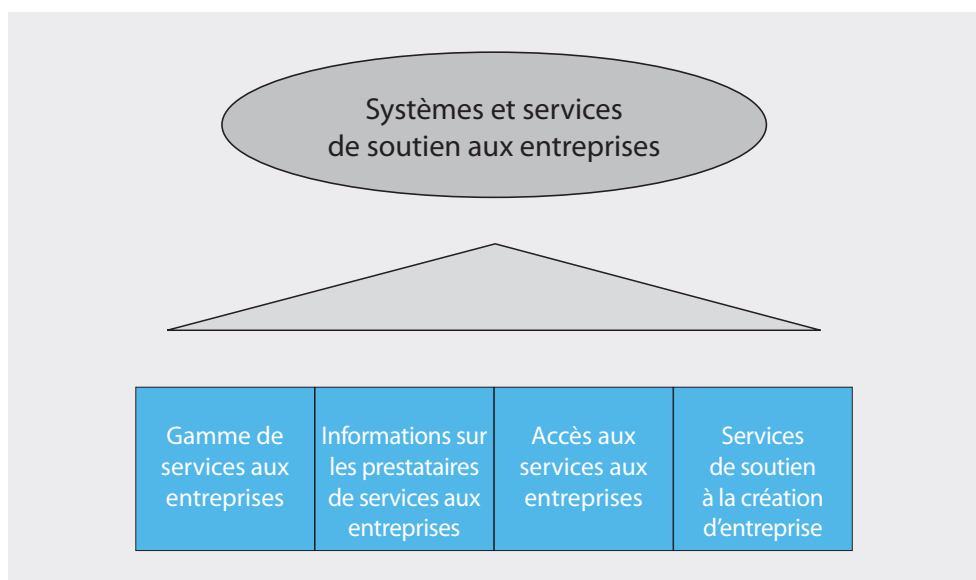 Systèmes et services
de soutien aux entreprises
Gamme de
services aux
entreprises
Informations sur
les prestataires
de services aux
entreprises
Accès aux
services aux
entreprises
Services
de soutien
à la création
d’entreprise